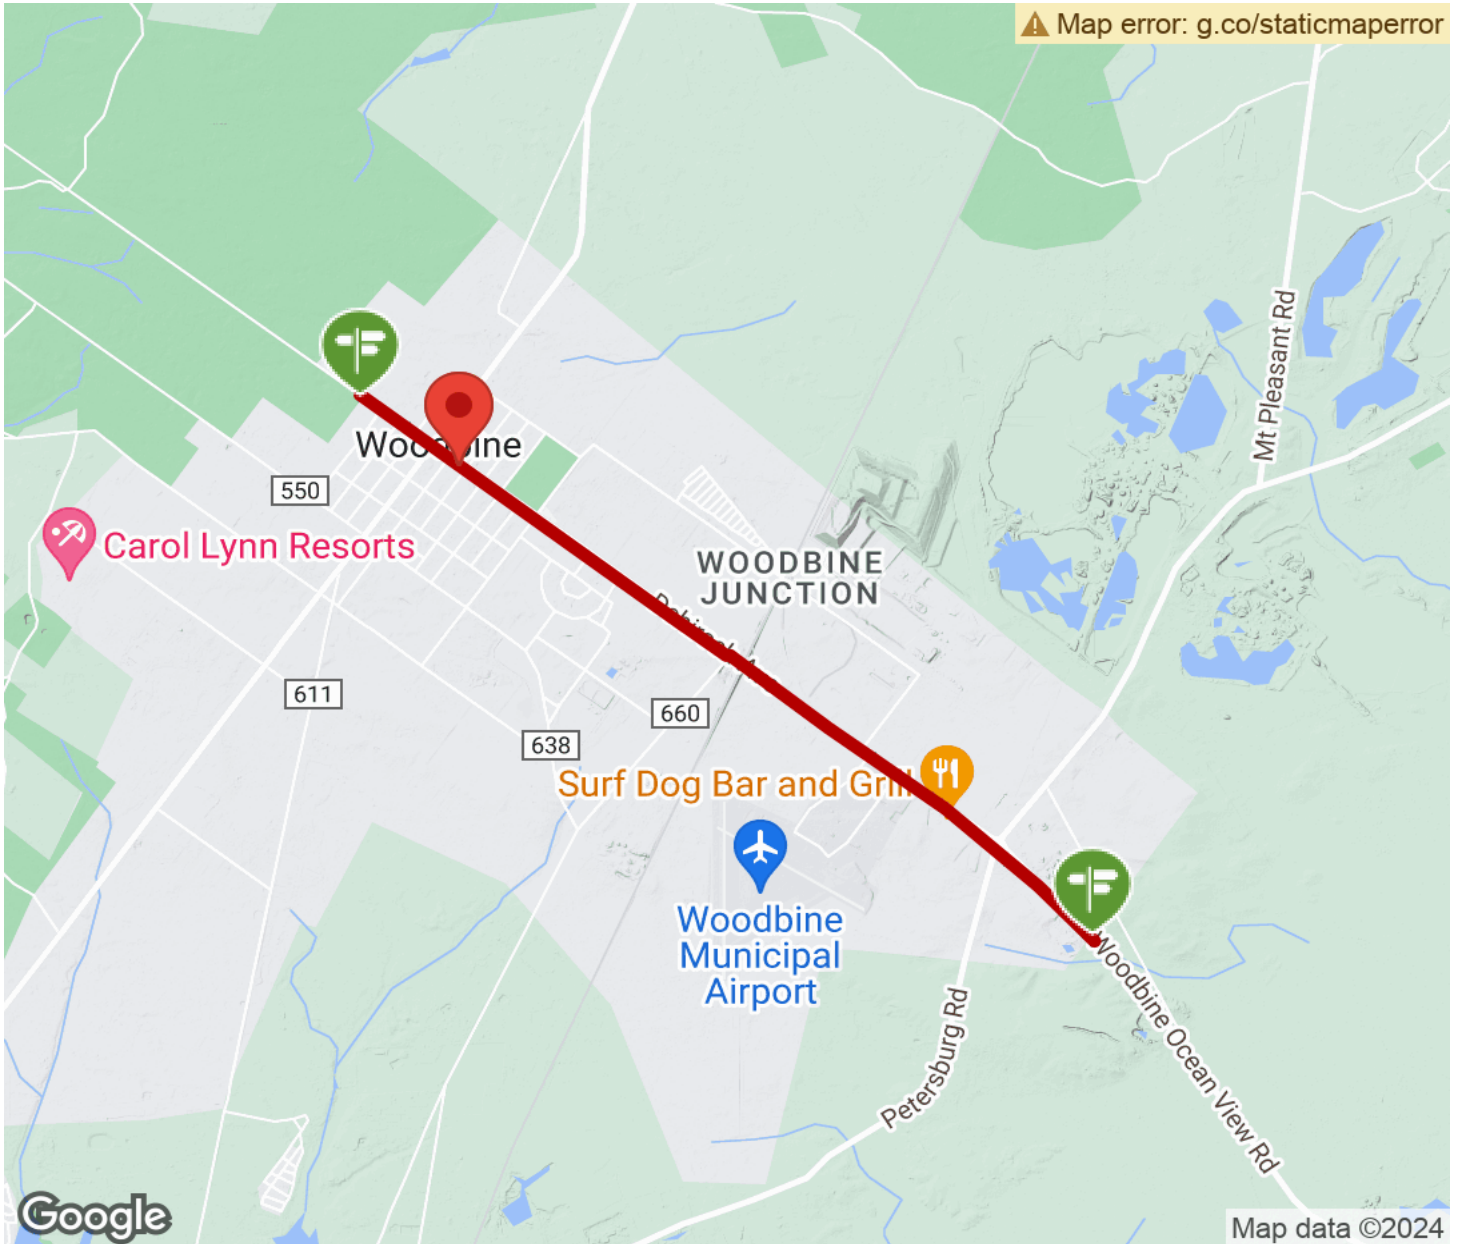 Map error: g.co/staticmaperror
Mt Pleasant Rd
Woodbine
550
Carol Lynn Resorts
WOODBINE
JUNCTION
611
660
638
Surf Dog Bar and Grill
Woodbine
Municipal
Airport
Woodbine Ocean View Rd
Petersburg Rd
Google
Map data ©2024